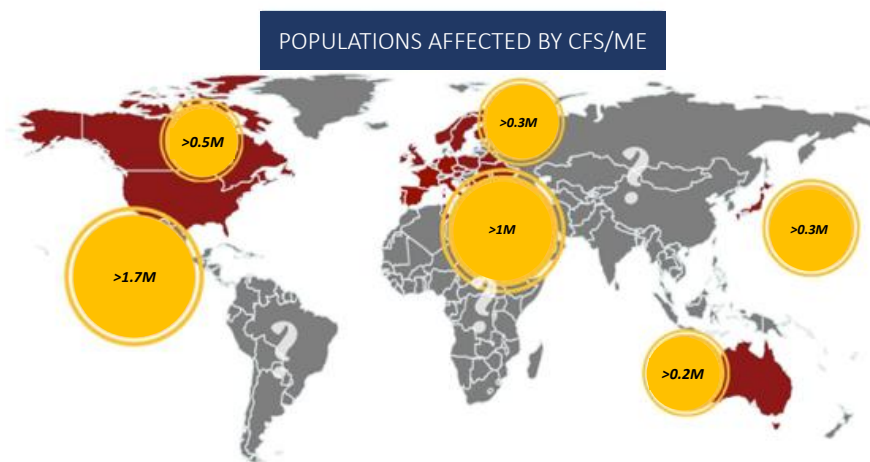 POPULATIONS AFFECTED BY CFS/ME
>0.5M
>0.3M
?
>1M
>0.3M
>1.7M
?
?
>0.2M